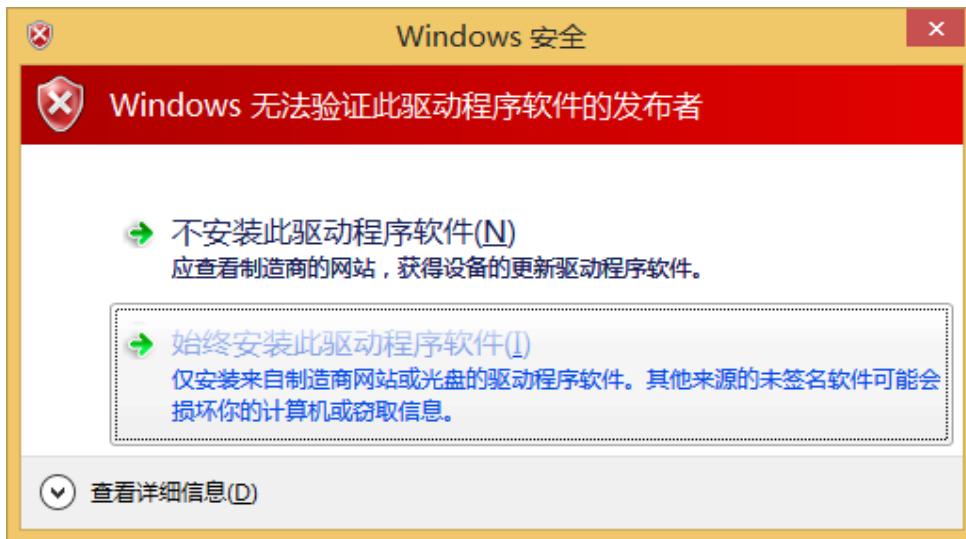 Windows 安全
Windows 无法验证此驱动程序软件的发布者
不安装此驱动程序软件(N)
应查看制造商的网站，获得设备的更新驱动程序软件。
始终安装此驱动程序软件(I)
仅安装来自制造商网站或光盘的驱动程序软件。其他来源的未签名软件可能会
损坏你的计算机或窃取信息。
查看详细信息(D)